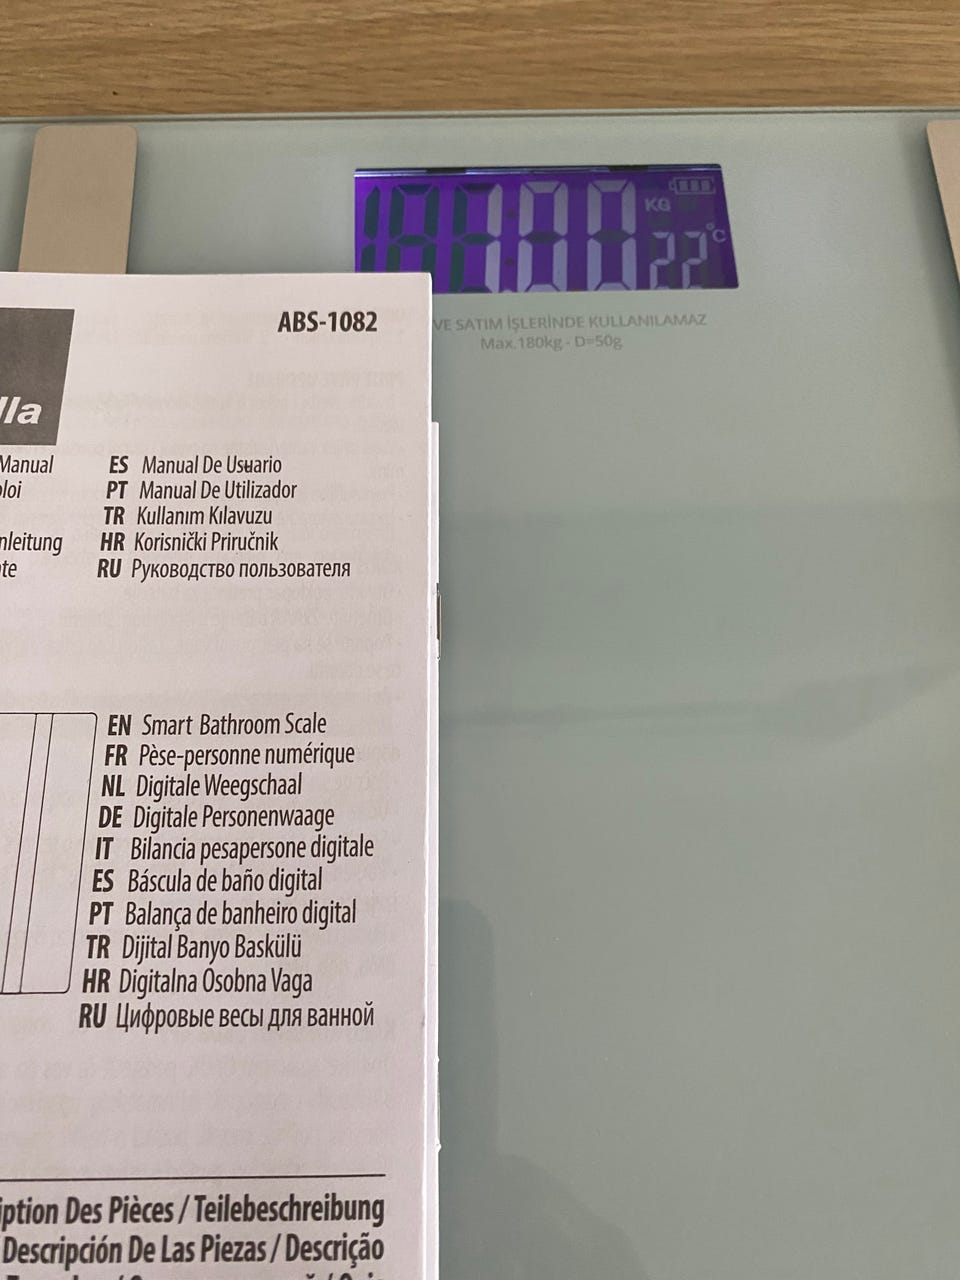 KG
22°C
ABS-1082
VE SATIM İŞLERİNDE KULLANILAMAZ
Max.180kg - D=50g
lla
Manual ES Manual De Usuario
loi PT Manual De Utilizador
TR Kullanım Kılavuzu
nleitung HR Korisnički Priručnik
te RU Руководство пользователя
EN Smart Bathroom Scale
FR Pèse-personne numérique
NL Digitale Weegschaal
DE Digitale Personenwaage
IT Bilancia pesapersone digitale
ES Báscula de baño digital
PT Balança de banheiro digital
TR Dijital Banyo Baskülü
HR Digitalna Osobna Vaga
RU Цифровые весы для ванной
iption Des Pièces / Teilebeschreibung
Descripción De Las Piezas / Descrição